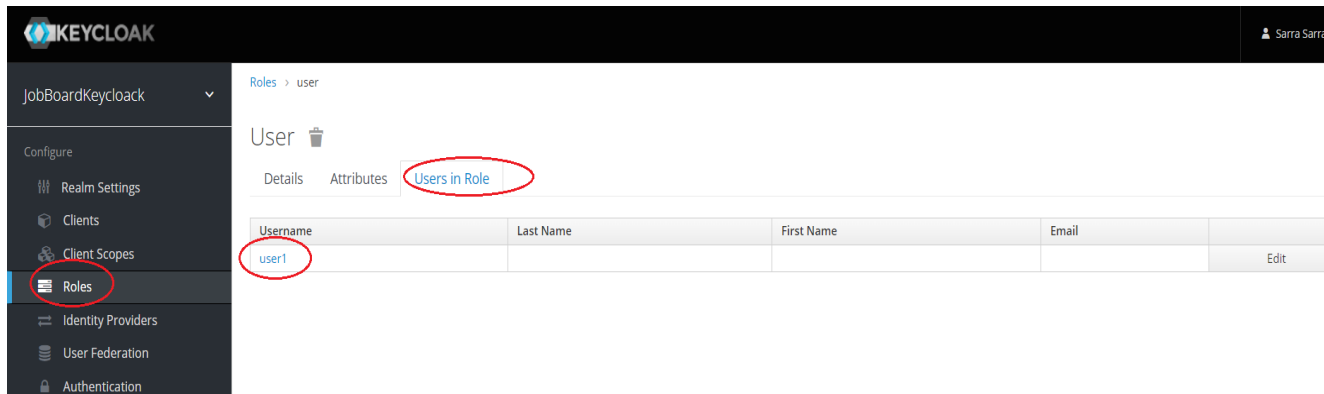 KEYCLOAK
Sarra Sarra
JobBoardKeycloack
Roles > user
User
Configure
Details Attributes Users in Role
Realm Settings
Clients
Username Last Name First Name Email
Client Scopes
user1 Edit
Roles
Identity Providers
User Federation
Authentication